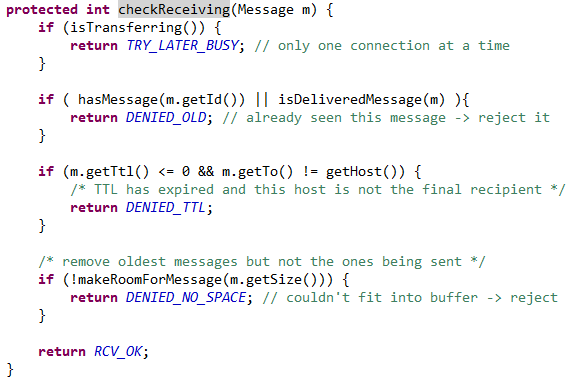 protected int checkReceiving(Message m) {
    if (isTransferring()) {
        return TRY_LATER_BUSY; // only one connection at a time
    }

    if ( hasMessage(m.getId()) || isDeliveredMessage(m) ){
        return DENIED_OLD; // already seen this message -> reject it
    }

    if (m.getTtl() <= 0 && m.getTo() != getHost()) {
        /* TTL has expired and this host is not the final recipient */
        return DENIED_TTL;
    }

    /* remove oldest messages but not the ones being sent */
    if (!makeRoomForMessage(m.getSize())) {
        return DENIED_NO_SPACE; // couldn't fit into buffer -> reject
    }

    return RCV_OK;
}